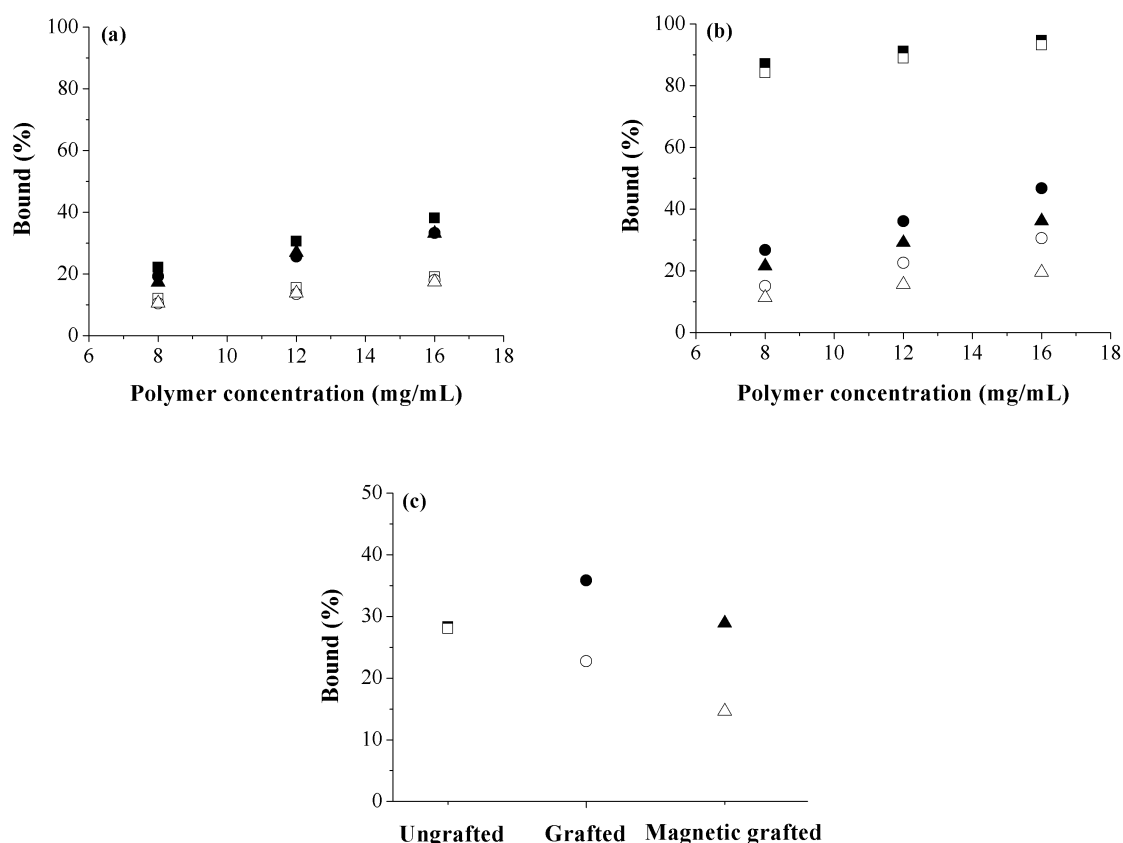 (a)
100
80
60
40
20
0
Bound (%)
6 8 10 12 14 16 18
Polymer concentration (mg/mL)
(b)
100
80
60
40
20
0
Bound (%)
6 8 10 12 14 16 18
Polymer concentration (mg/mL)
(c)
50
40
30
20
10
0
Bound (%)
Ungrafted Grafted Magnetic grafted